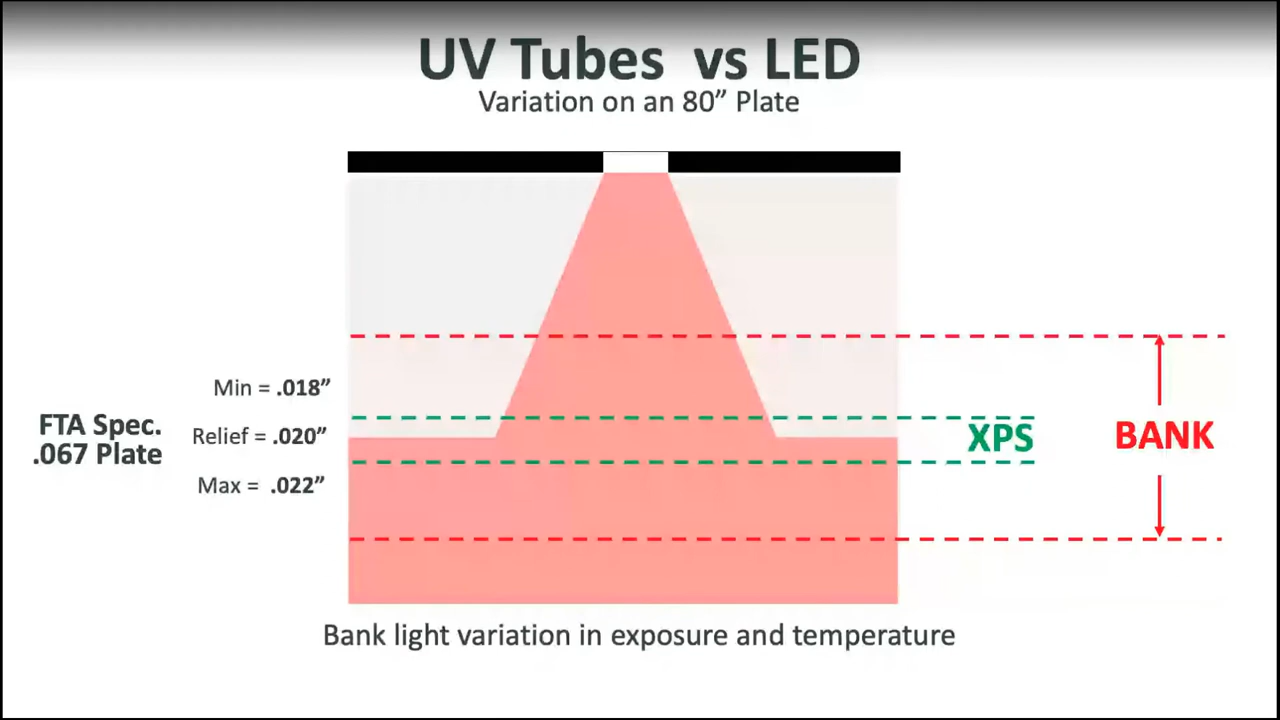 UV Tubes vs LED
Variation on an 80” Plate
Min = .018”
FTA Spec.
.067 Plate
Relief = .020”
Max = .022”
XPS
BANK
Bank light variation in exposure and temperature